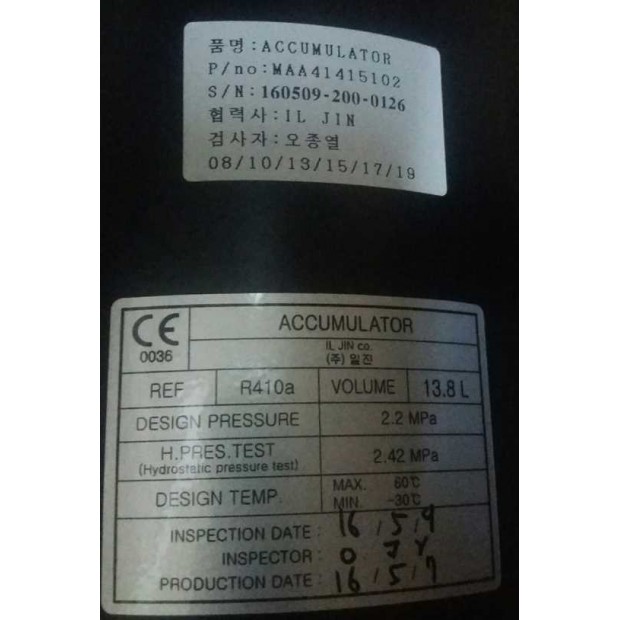 품명:ACCUMULATOR
P/no:MAA41415102
S/N:160509-200-0126
협력사:IL JIN
검사자:오종열
08/10/13/15/17/19
CE
0036
ACCUMULATOR
IL JIN co.
(주) 일진
REF R410a VOLUME 13.8 L
DESIGN PRESSURE 2.2 MPa
H.PRES.TEST
(Hydrostatic pressure test)
2.42 MPa
DESIGN TEMP.
MAX. 60℃
MIN. -30℃
INSPECTION DATE : 16 / 5 / 9
INSPECTOR : O J Y
PRODUCTION DATE : 16 / 5 / 7